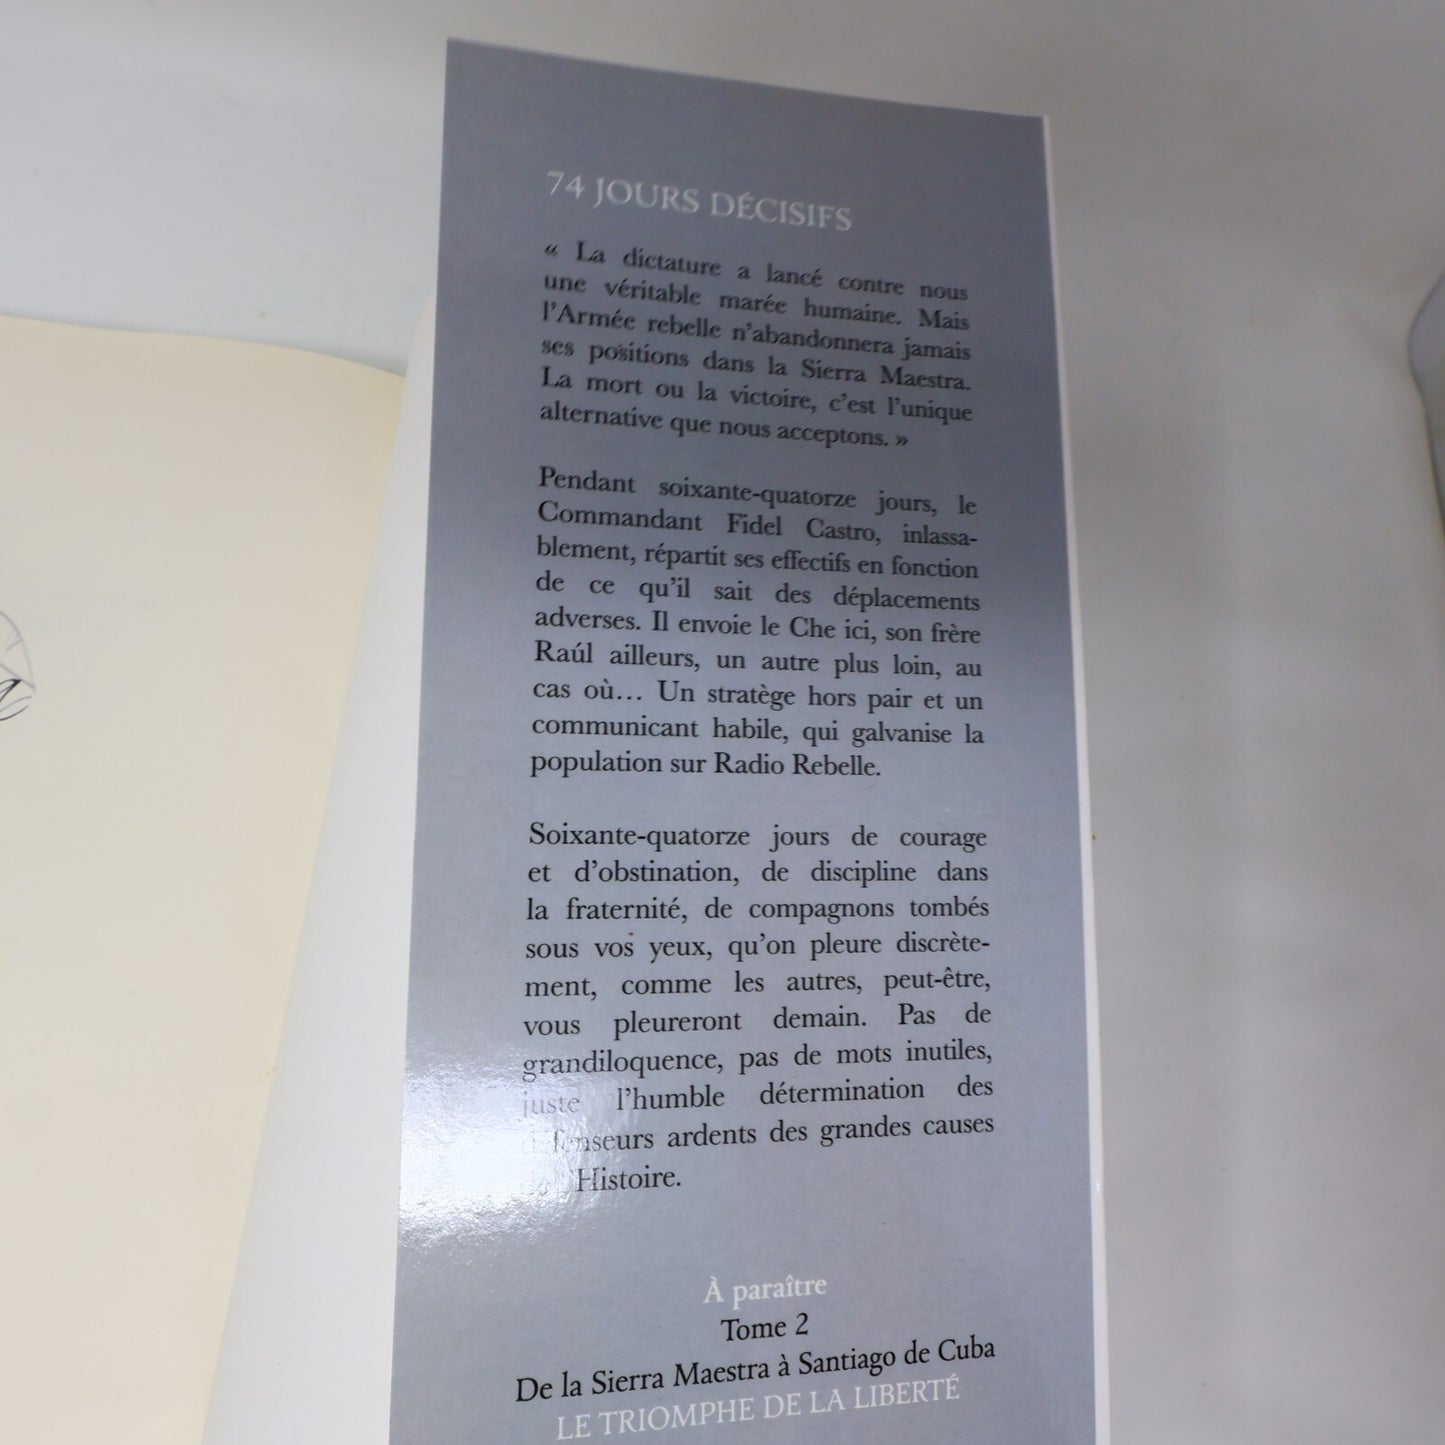 74 JOURS DÉCISIFS
« La dictature a lancé contre nous
une véritable marée humaine. Mais
l'Armée rebelle n'abandonnera jamais
ses positions dans la Sierra Maestra.
La mort ou la victoire, c'est l'unique
alternative que nous acceptons. »
Pendant soixante-quatorze jours, le
Commandant Fidel Castro, inlassa-
blement, répartit ses effectifs en fonction
de ce qu'il sait des déplacements
adverses. Il envoie le Che ici, son frère
Raúl ailleurs, un autre plus loin, au
cas où… Un stratège hors pair et un
communicant habile, qui galvanise la
population sur Radio Rebelle.
Soixante-quatorze jours de courage
et d'obstination, de discipline dans
la fraternité, de compagnons tombés
sous vos yeux, qu'on pleure discrète-
ment, comme les autres, peut-être,
vous pleureront demain. Pas de
grandiloquence, pas de mots inutiles,
juste l'humble détermination des
défenseurs ardents des grandes causes
de l'Histoire.
À paraître
Tome 2
De la Sierra Maestra à Santiago de Cuba
LE TRIOMPHE DE LA LIBERTÉ